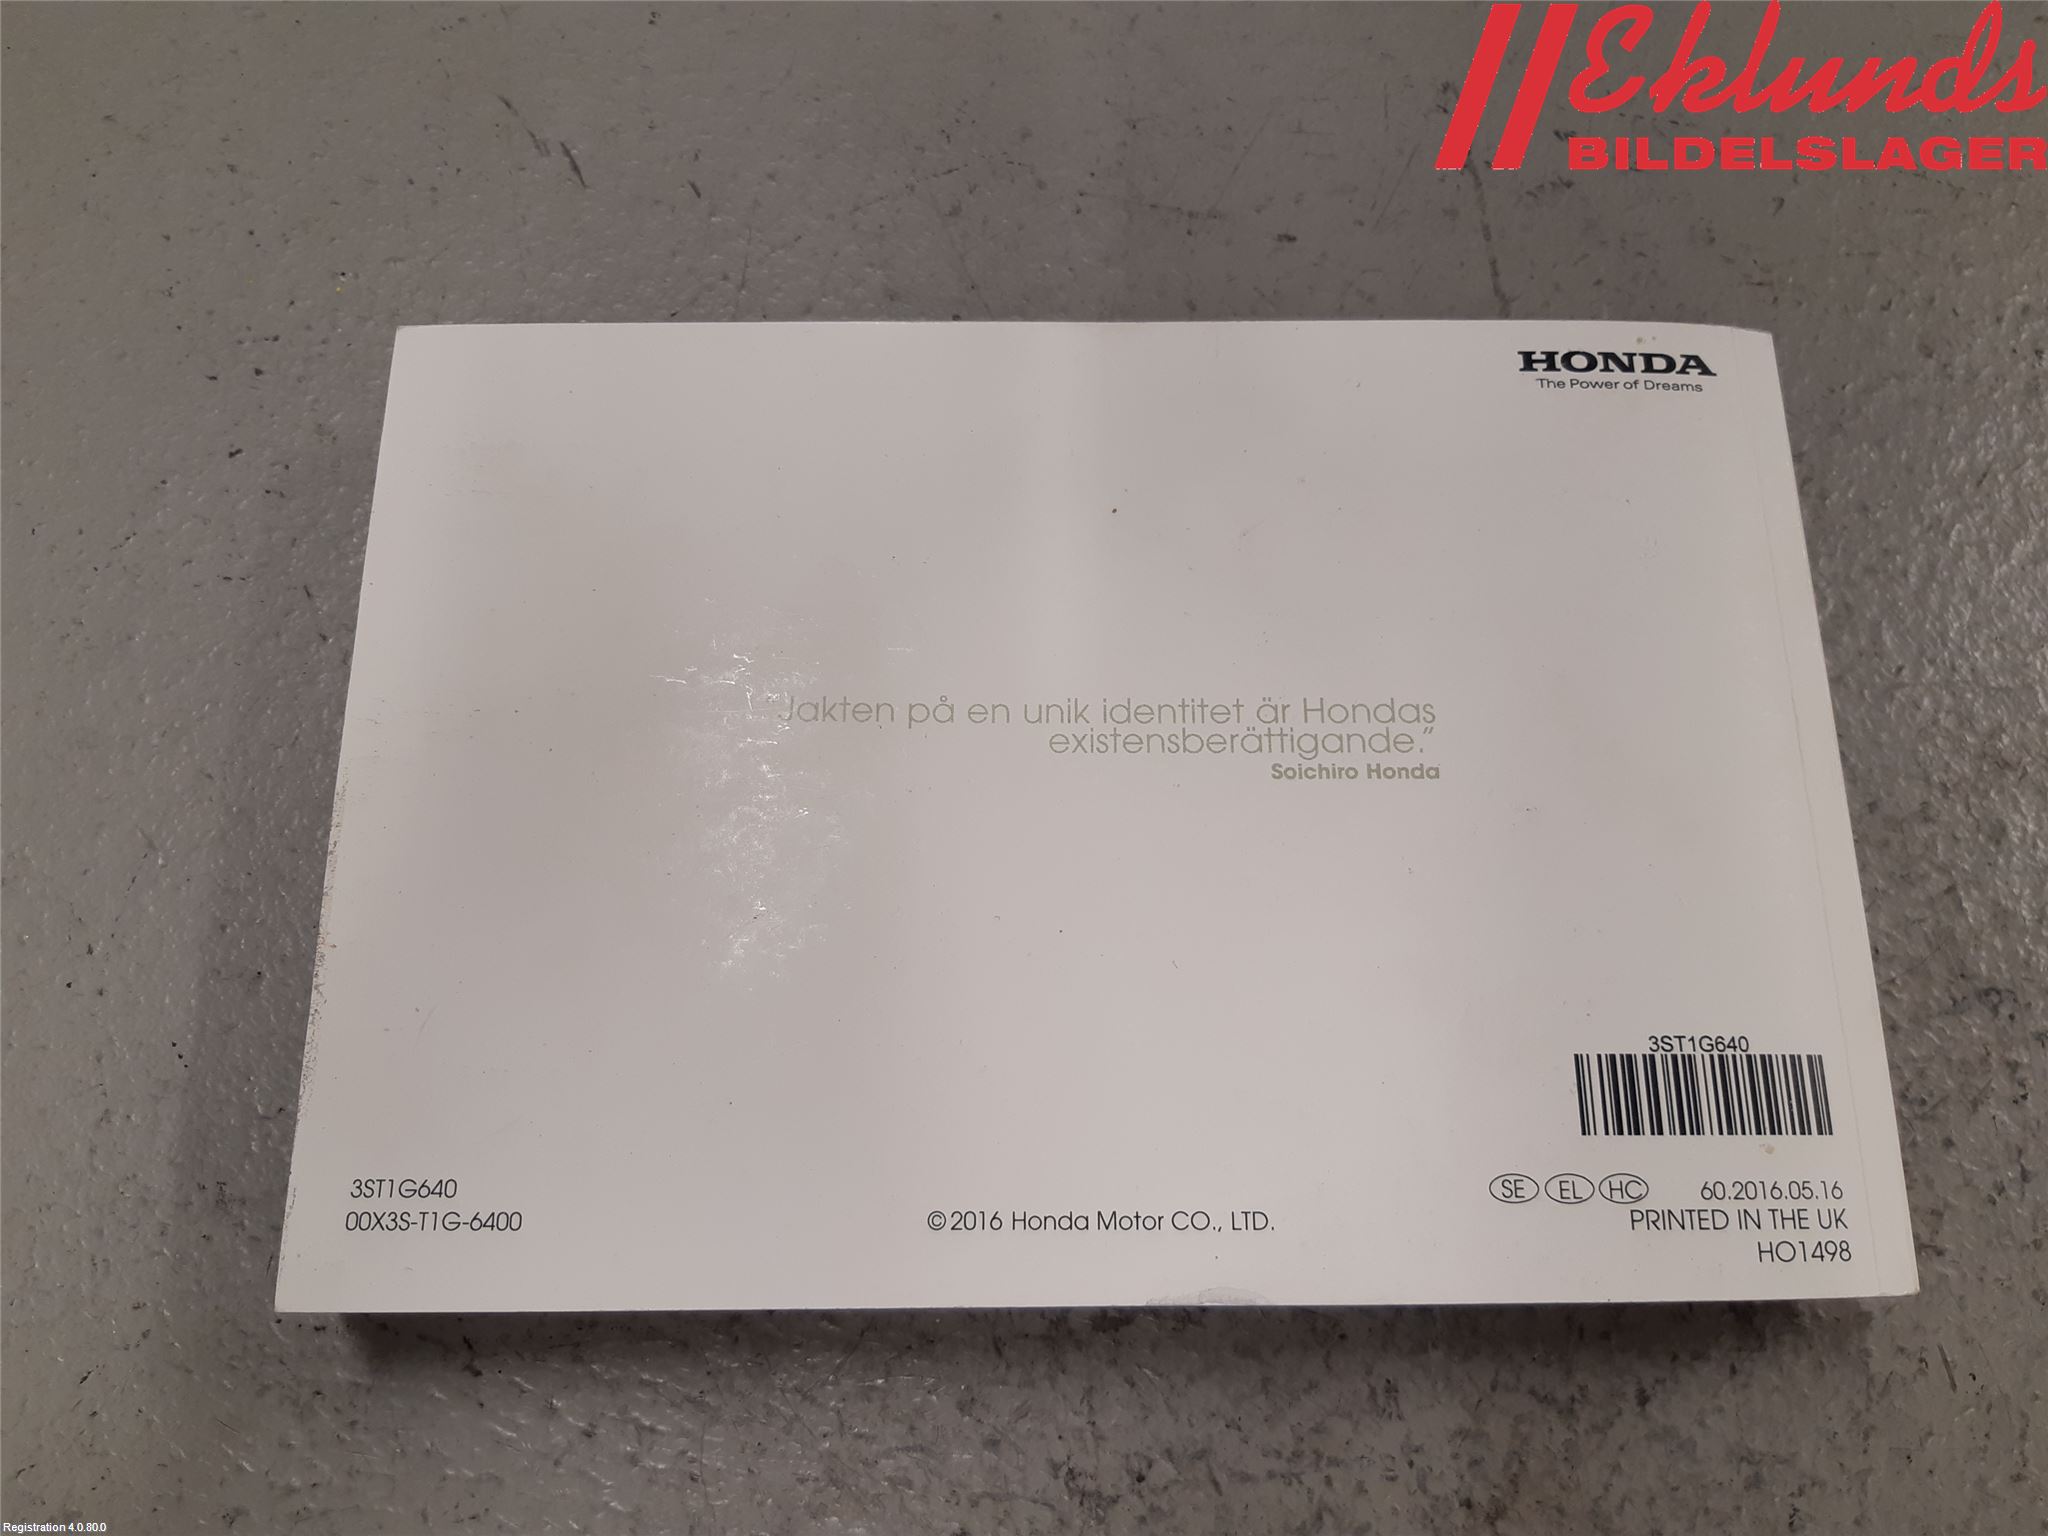 Eklunds
BILDELSLAGER
HONDA
The Power of Dreams
"Jakten på en unik identitet är Hondas
existensberättigande."
Soichiro Honda
3ST1G640
3ST1G640
00X3S-T1G-6400
©2016 Honda Motor CO., LTD.
SE EL HC 60.2016.05.16
PRINTED IN THE UK
HO1498
Registration 4.0.80.0